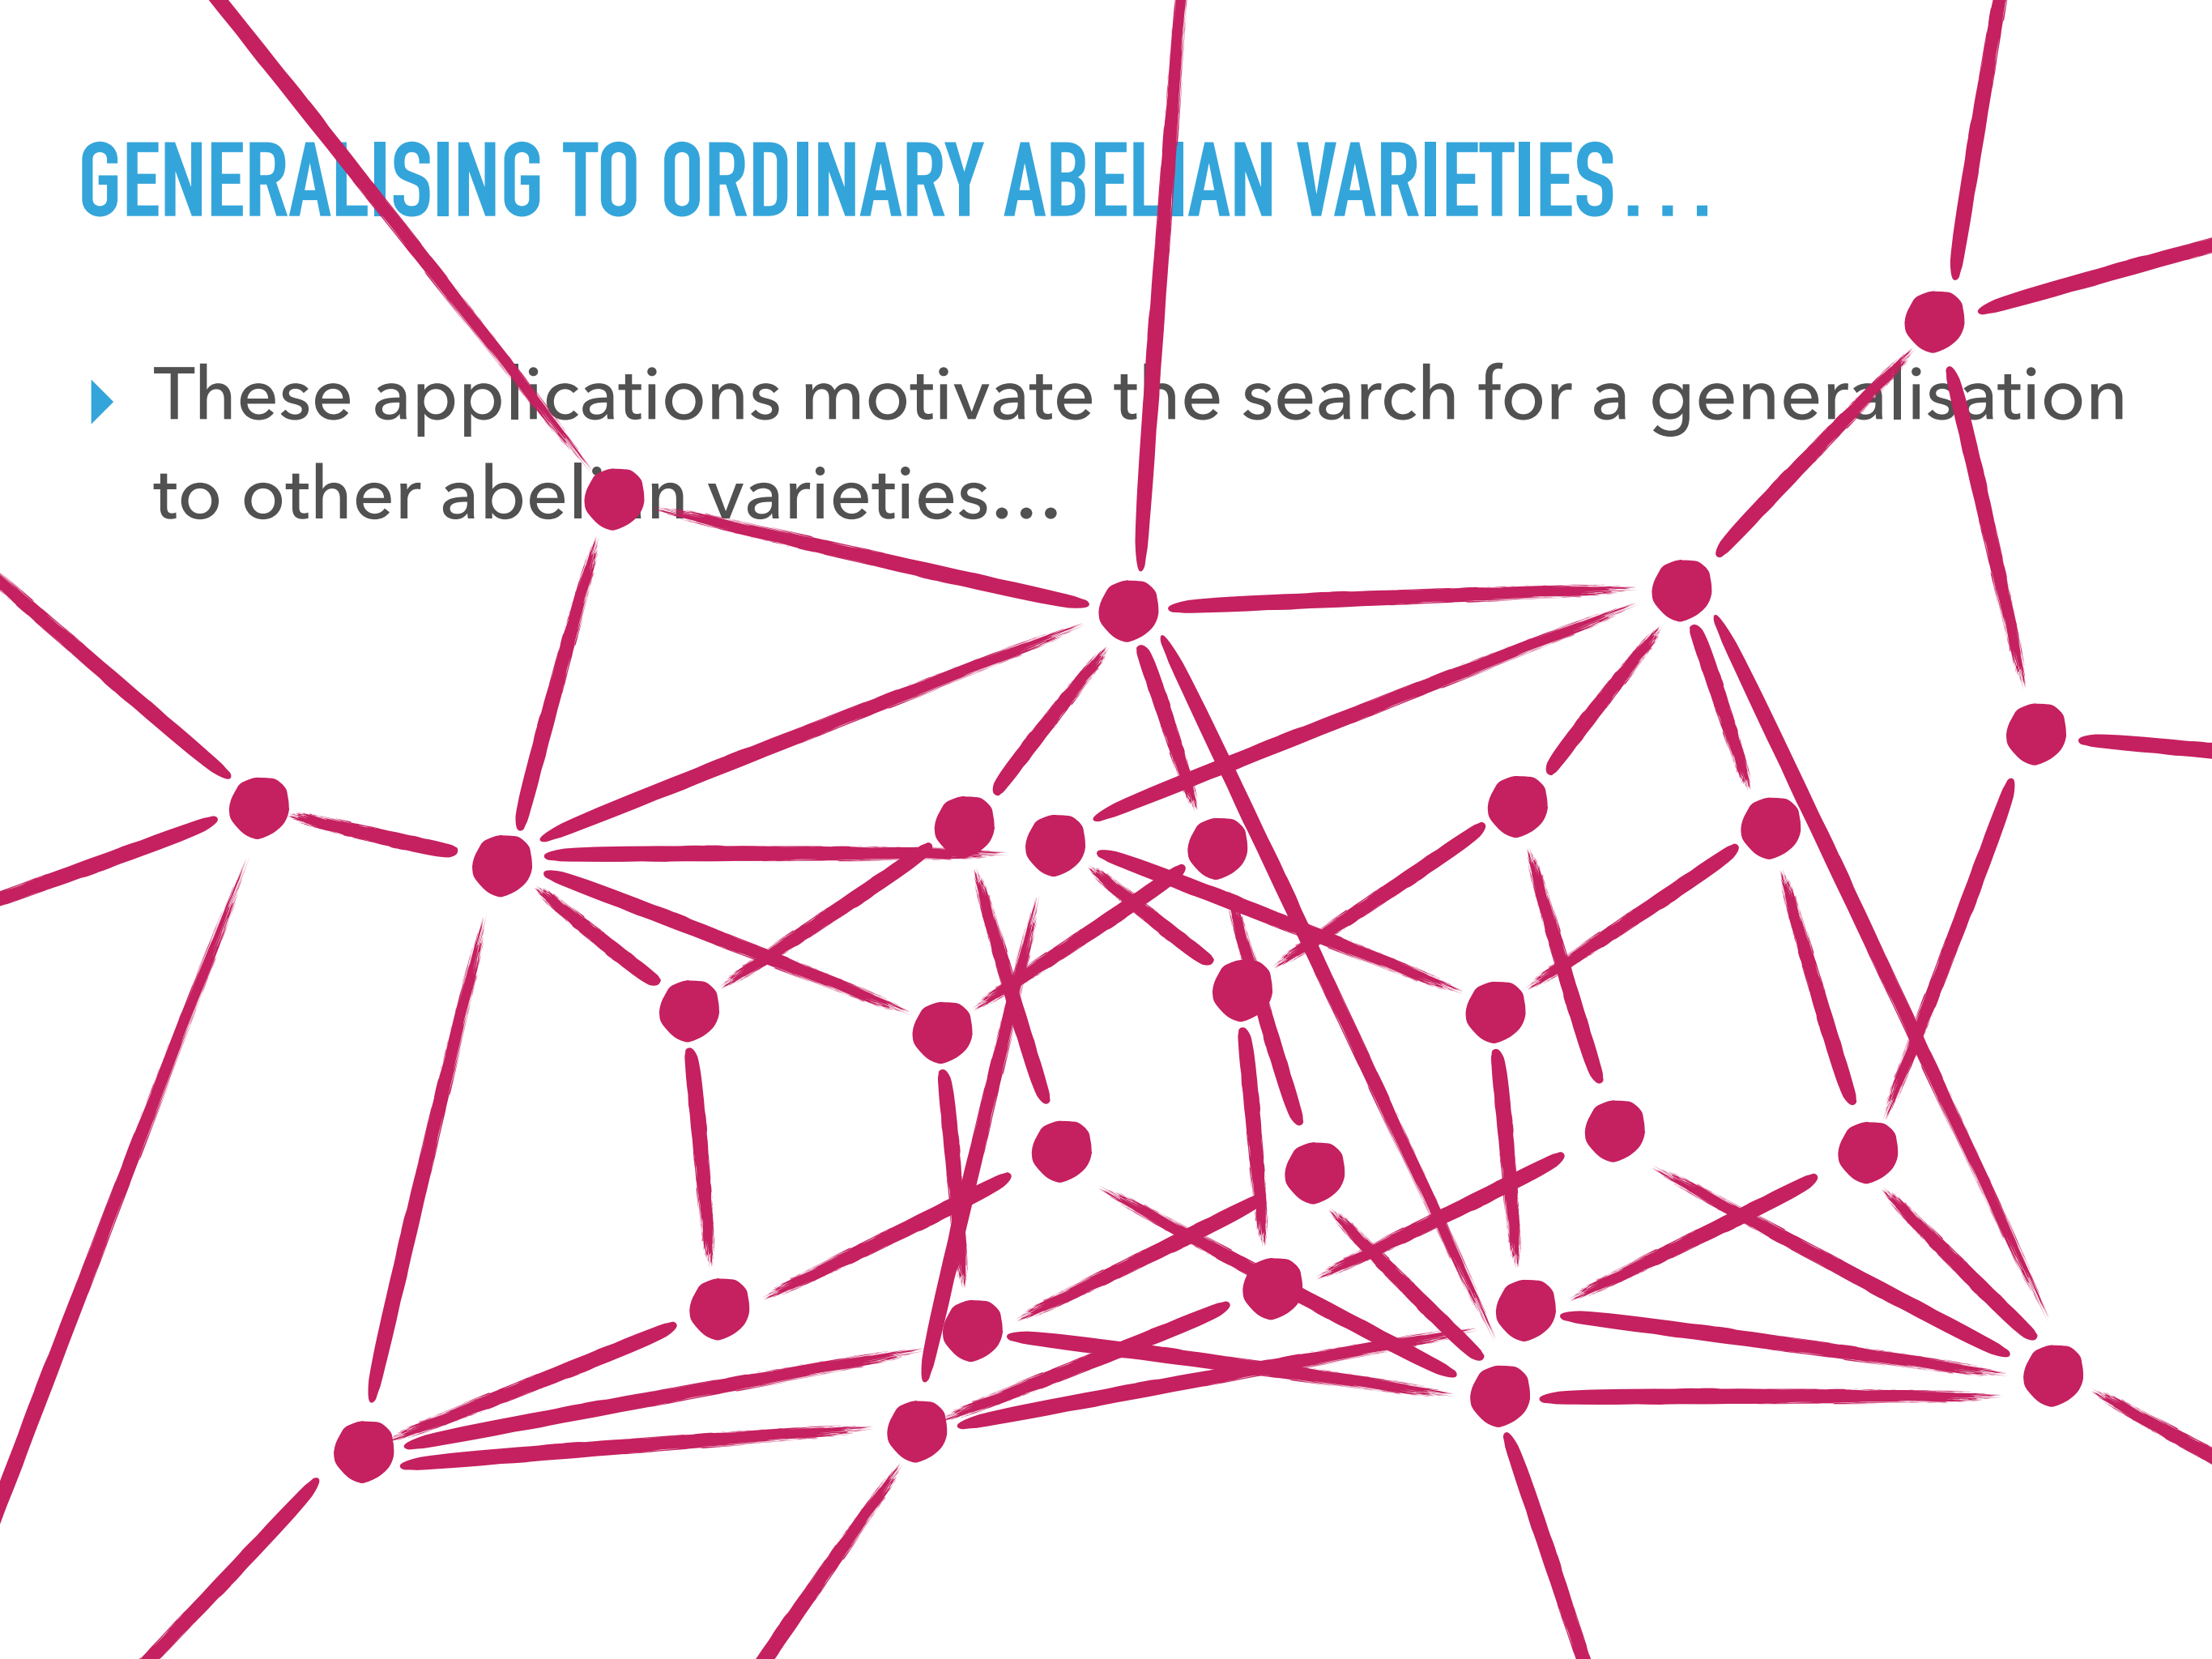 GENERALISING TO ORDINARY ABELIAN VARIETIES...
These applications motivate the search for a generalisation
to other abelian varieties...